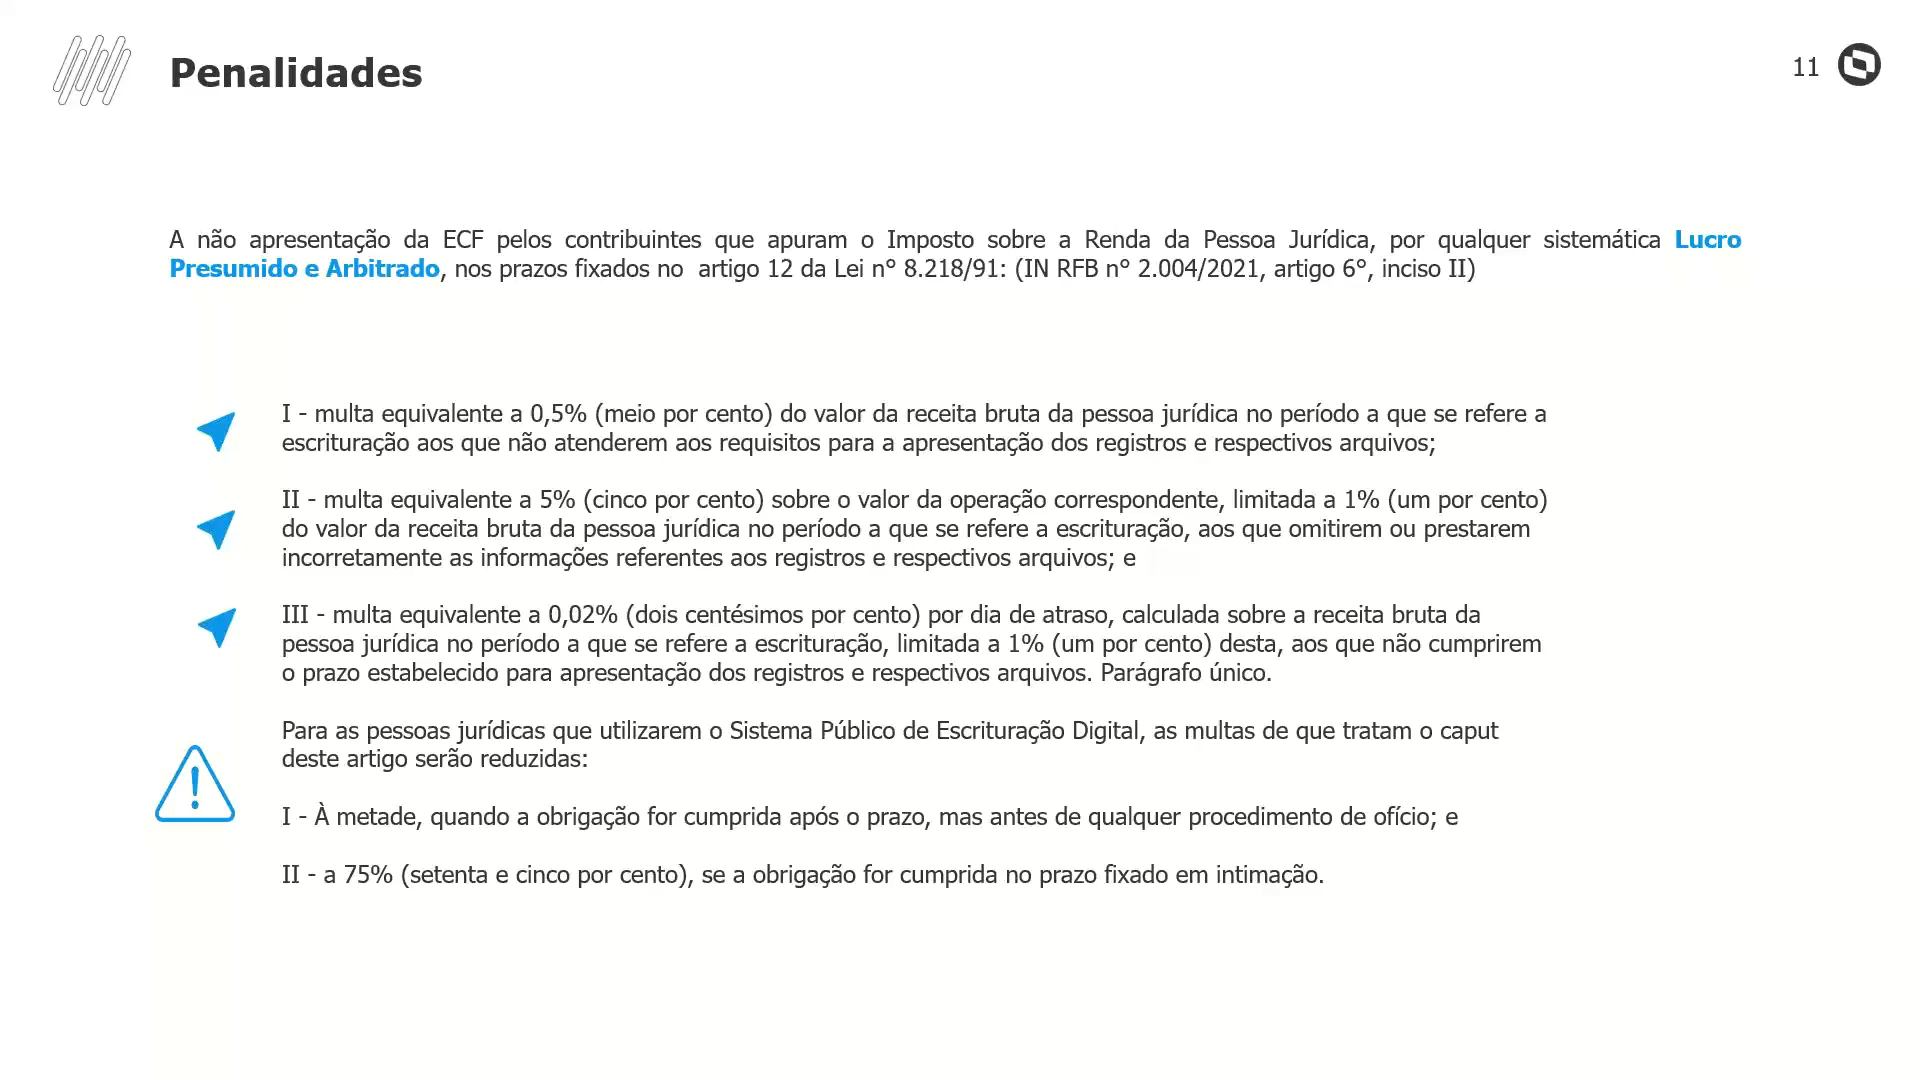 Penalidades
11
A não apresentação da ECF pelos contribuintes que apuram o Imposto sobre a Renda da Pessoa Jurídica, por qualquer sistemática Lucro
Presumido e Arbitrado, nos prazos fixados no artigo 12 da Lei n° 8.218/91: (IN RFB n° 2.004/2021, artigo 6°, inciso II)
I - multa equivalente a 0,5% (meio por cento) do valor da receita bruta da pessoa jurídica no período a que se refere a
escrituração aos que não atenderem aos requisitos para a apresentação dos registros e respectivos arquivos;
II - multa equivalente a 5% (cinco por cento) sobre o valor da operação correspondente, limitada a 1% (um por cento)
do valor da receita bruta da pessoa jurídica no período a que se refere a escrituração, aos que omitirem ou prestarem
incorretamente as informações referentes aos registros e respectivos arquivos; e
III - multa equivalente a 0,02% (dois centésimos por cento) por dia de atraso, calculada sobre a receita bruta da
pessoa jurídica no período a que se refere a escrituração, limitada a 1% (um por cento) desta, aos que não cumprirem
o prazo estabelecido para apresentação dos registros e respectivos arquivos. Parágrafo único.
Para as pessoas jurídicas que utilizarem o Sistema Público de Escrituração Digital, as multas de que tratam o caput
deste artigo serão reduzidas:
I - À metade, quando a obrigação for cumprida após o prazo, mas antes de qualquer procedimento de ofício; e
II - a 75% (setenta e cinco por cento), se a obrigação for cumprida no prazo fixado em intimação.